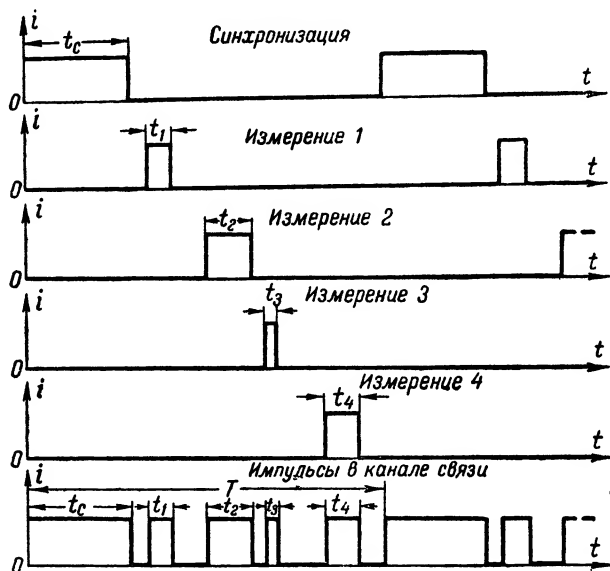 i
t_c
Синхронизация
t
0
i
t_1
Измерение 1
t
0
i
t_2
Измерение 2
t
0
i
t_3
Измерение 3
t
0
i
t_4
Измерение 4
t
0
i
Импульсы в канале связи
T
t_c t_1 t_2 t_3 t_4
t
0